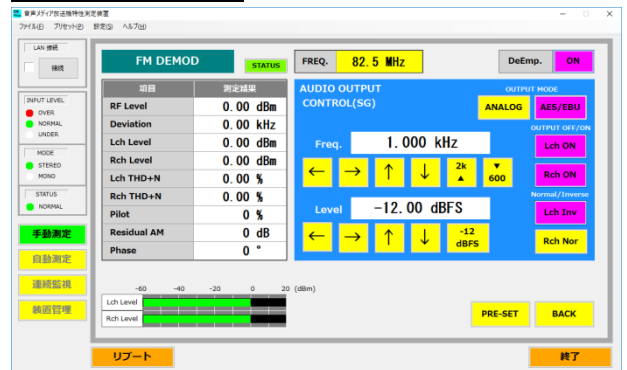 音声メディア放送機特性測定装置
ファイル(F) プリセット(P) 設定(S) ヘルプ(H)
LAN 接続
接続
INPUT LEVEL
OVER
NORMAL
UNDER
MODE
STEREO
MONO
STATUS
NORMAL
手動測定
自動測定
連続監視
装置管理
FM DEMOD
STATUS
項目 測定結果
RF Level 0.00 dBm
Deviation 0.00 kHz
Lch Level 0.00 dBm
Rch Level 0.00 dBm
Lch THD+N 0.00 %
Rch THD+N 0.00 %
Pilot 0 %
Residual AM 0 dB
Phase 0 °
FREQ. 82.5 MHz
DeEmp. ON
AUDIO OUTPUT
CONTROL(SG)
OUTPUT MODE
ANALOG AES/EBU
OUTPUT OFF/ON
Freq. 1.000 kHz
Lch ON
← → ↑ ↓ 2k ▲ ▼ 600
Rch ON
Normal/Inverse
Level -12.00 dBFS
Lch Inv
← → ↑ ↓ -12 dBFS
Rch Nor
-60 -40 -20 0 20 (dBm)
Lch Level
Rch Level
PRE-SET BACK
リブート
終了